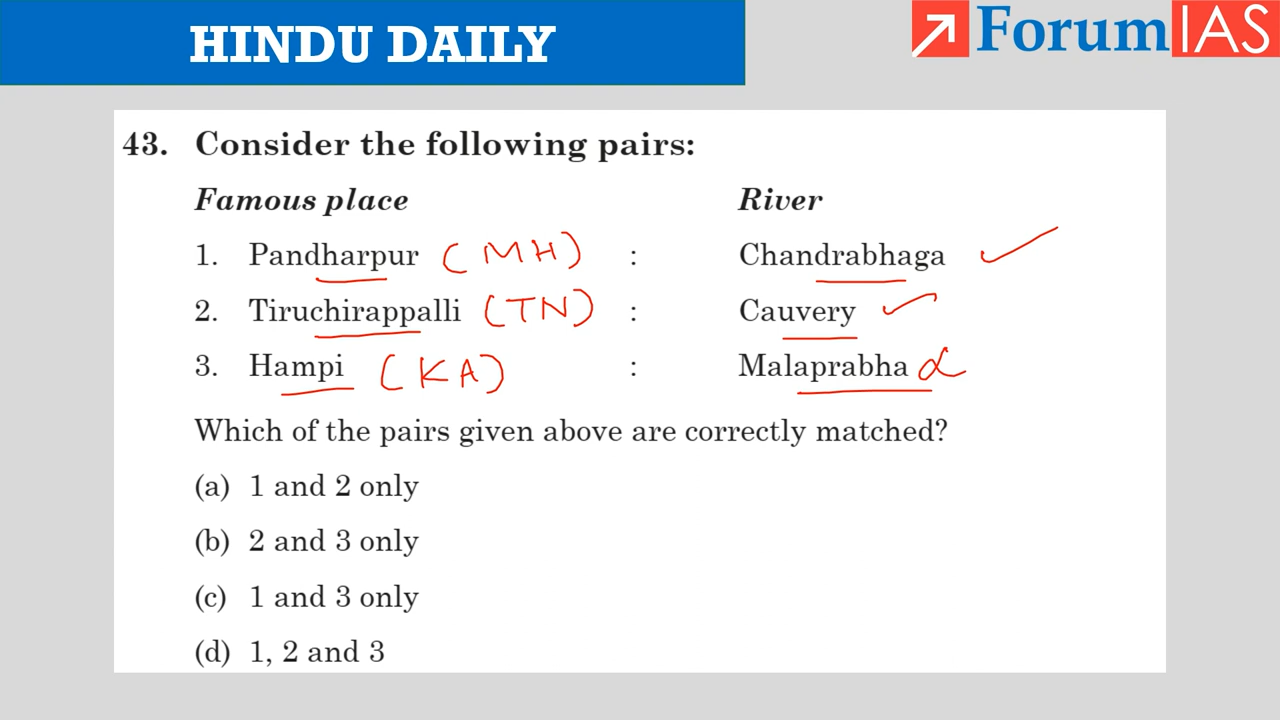 HINDU DAILY
Forum IAS
43. Consider the following pairs:
Famous place River
1. Pandharpur (MH) : Chandrabhaga
2. Tiruchirappalli (TN) : Cauvery
3. Hampi (KA) : Malaprabha
Which of the pairs given above are correctly matched?
(a) 1 and 2 only
(b) 2 and 3 only
(c) 1 and 3 only
(d) 1, 2 and 3